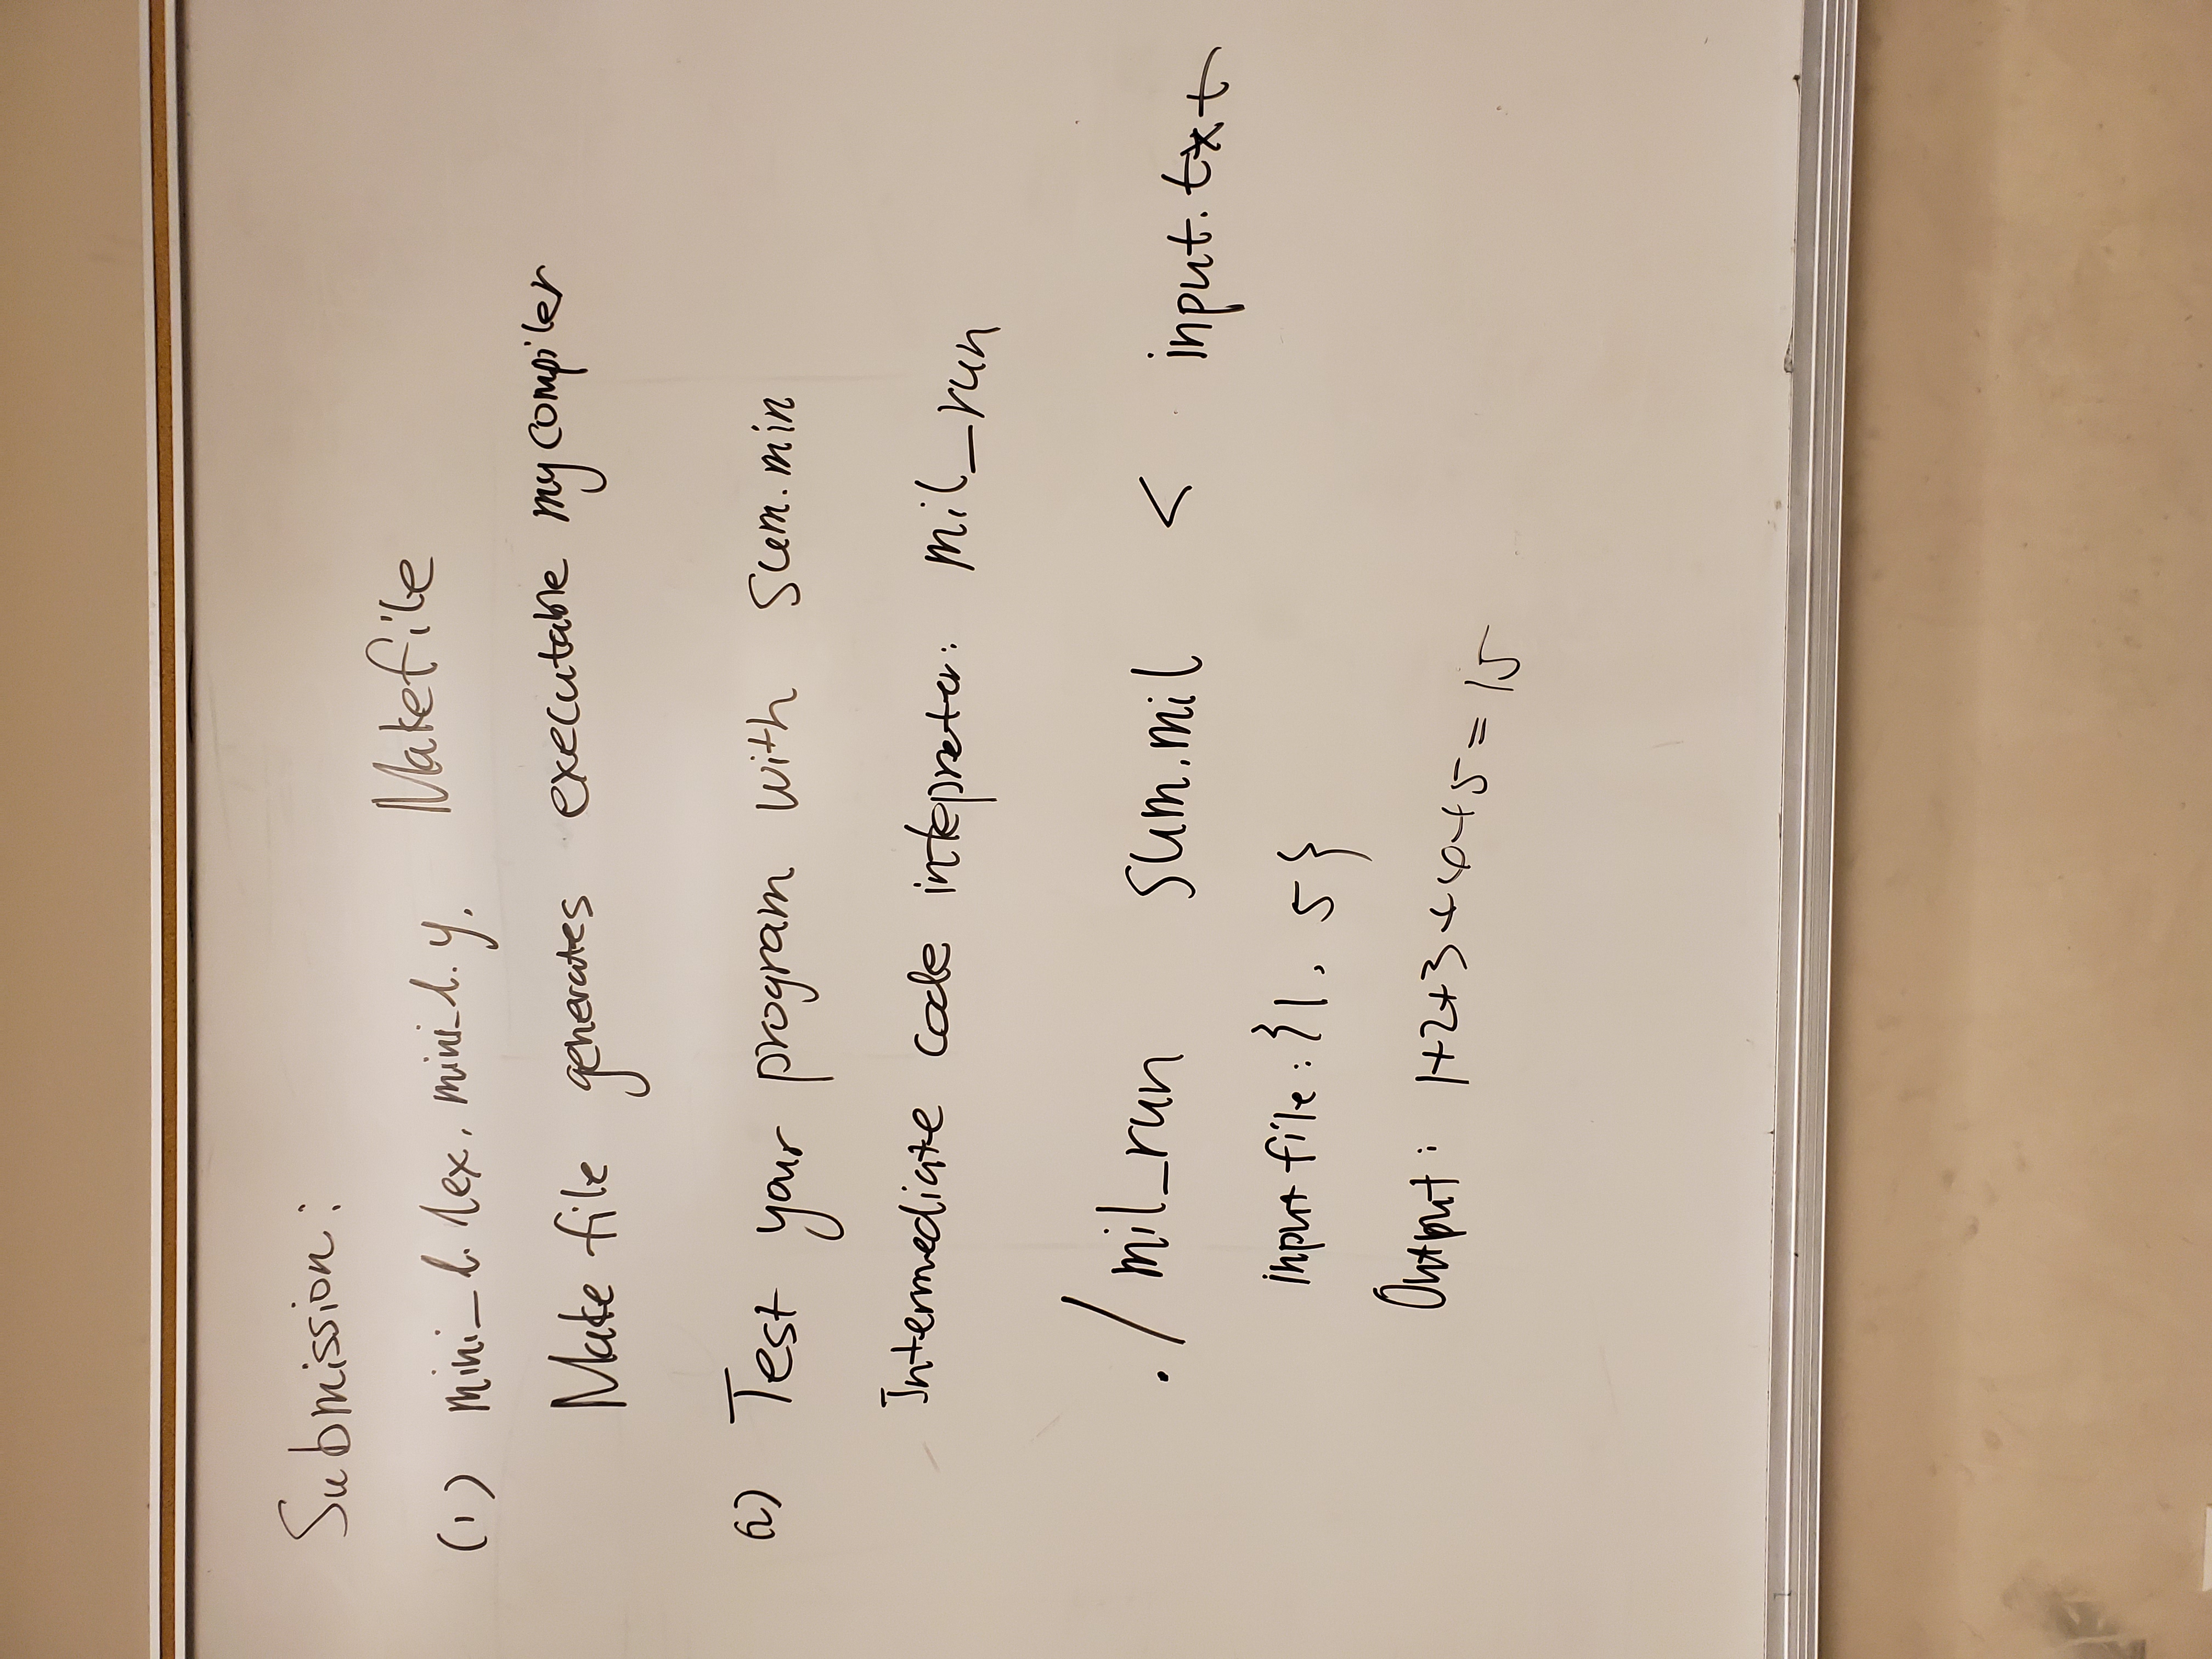 Submission:
(1) mini_l.lex, mini_l.y, Makefile
Make file generates executable mycompiler
(2) Test your program with sum.min
Intermediate code intepreter: mil_run
./mil_run sum.mil < input.txt
input file: {1, 5}
Output: 1+2+3+4+5=15